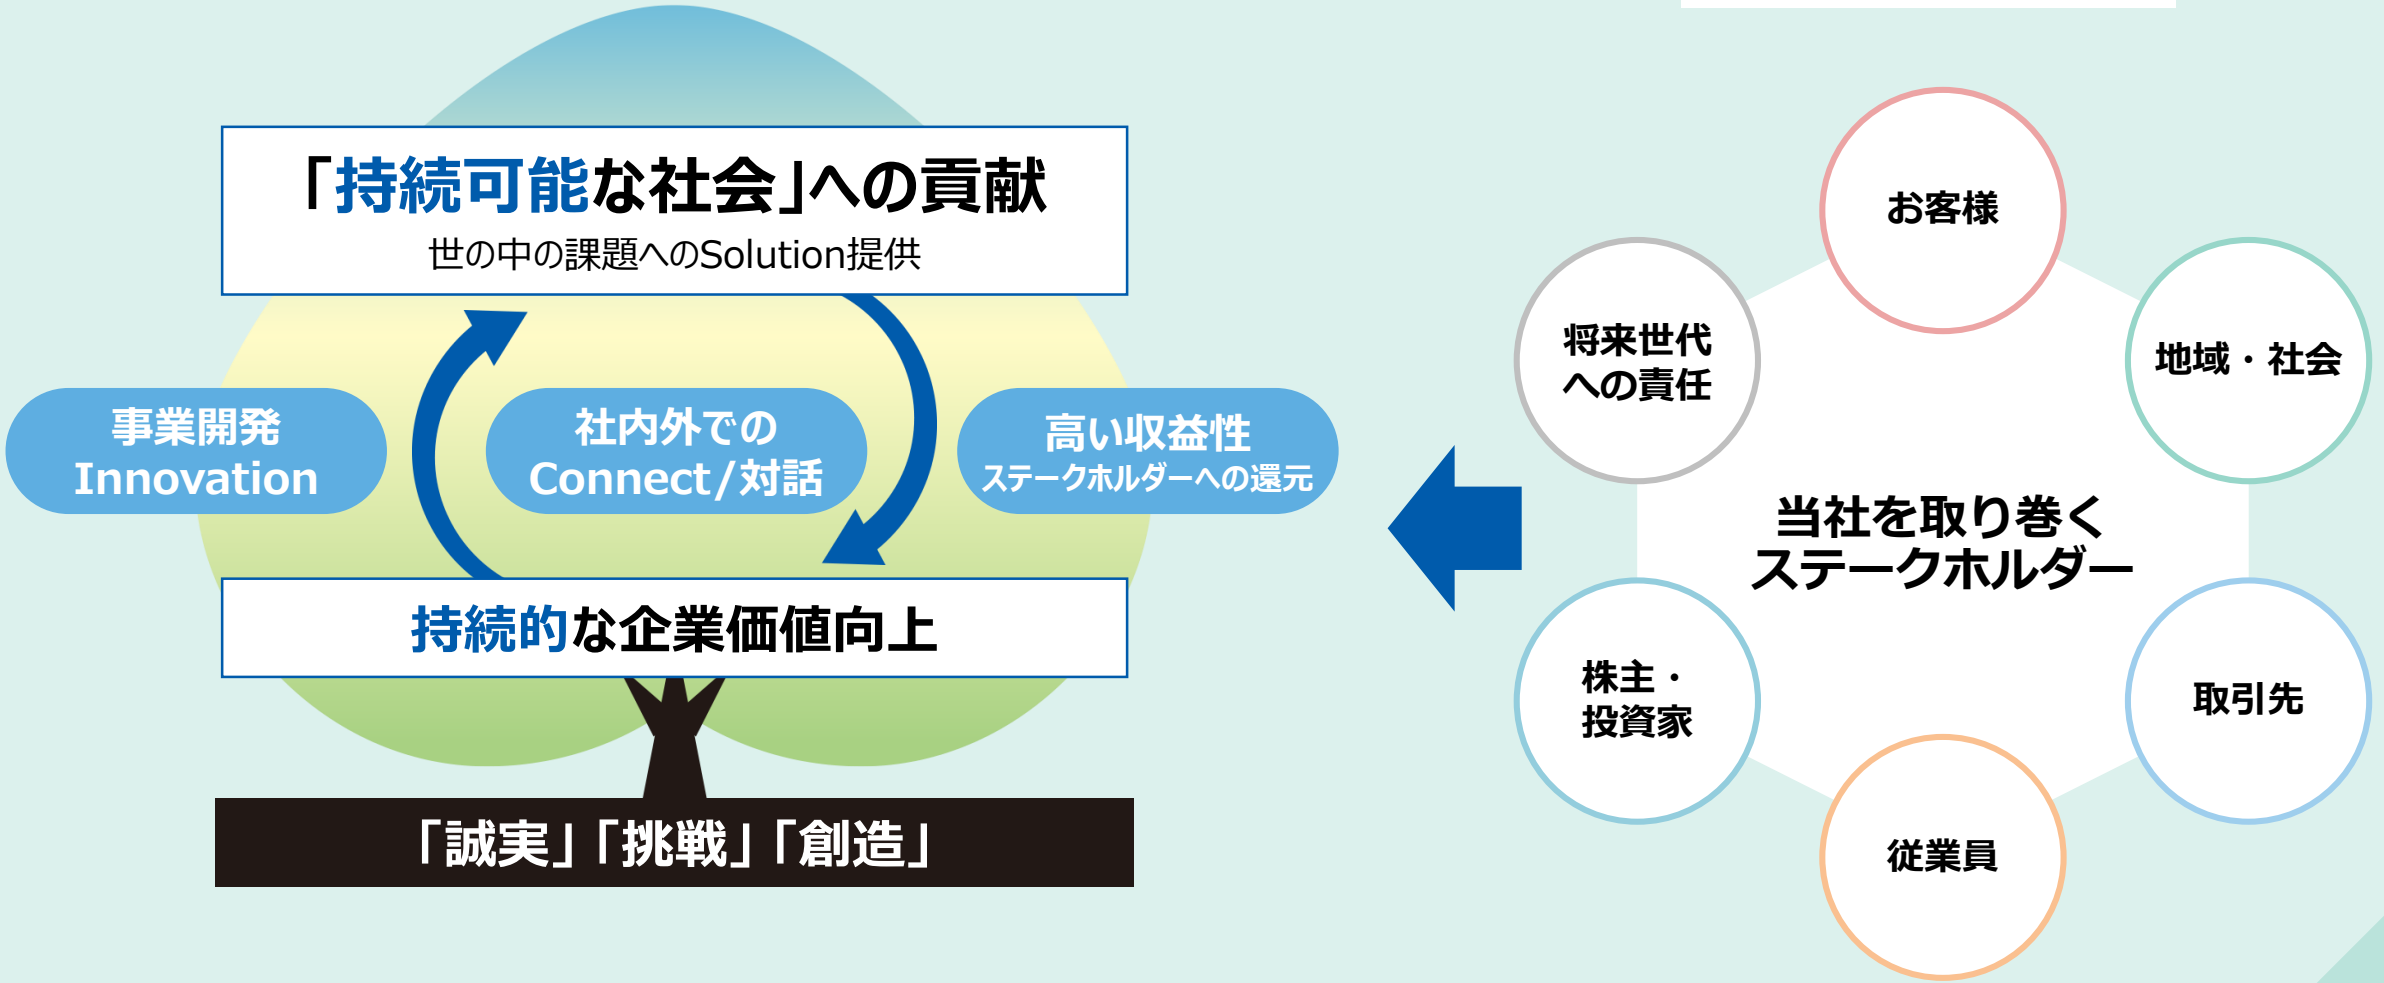 「持続可能な社会」への貢献
世の中の課題へのSolution提供
事業開発
Innovation
社内外での
Connect/対話
高い収益性
ステークホルダーへの還元
持続的な企業価値向上
「誠実」「挑戦」「創造」
お客様
将来世代
への責任
地域・社会
当社を取り巻く
ステークホルダー
株主・
投資家
取引先
従業員